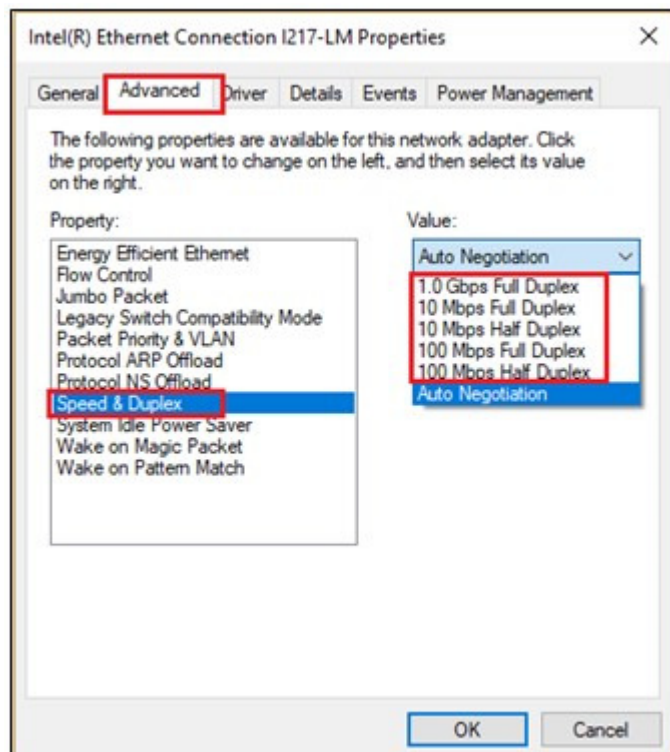 Intel(R) Ethernet Connection I217-LM Properties
General Advanced Driver Details Events Power Management
The following properties are available for this network adapter. Click
the property you want to change on the left, and then select its value
on the right.
Property:
Value:
Energy Efficient Ethernet
Flow Control
Jumbo Packet
Legacy Switch Compatibility Mode
Packet Priority & VLAN
Protocol ARP Offload
Protocol NS Offload
Speed & Duplex
System Idle Power Saver
Wake on Magic Packet
Wake on Pattern Match
Auto Negotiation
1.0 Gbps Full Duplex
10 Mbps Full Duplex
10 Mbps Half Duplex
100 Mbps Full Duplex
100 Mbps Half Duplex
Auto Negotiation
OK Cancel